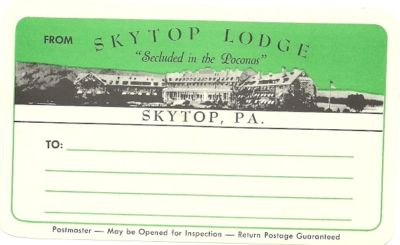 FROM
SKYTOP LODGE
"Secluded in the Poconos"
SKYTOP, PA.
TO:
Postmaster — May be Opened for Inspection — Return Postage Guaranteed